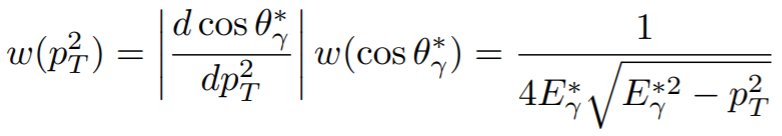 w(p_T^2) = \left| \frac{d \cos \theta_\gamma^*}{dp_T^2} \right| w(\cos \theta_\gamma^*) = \frac{1}{4E_\gamma^* \sqrt{E_\gamma^{*2} - p_T^2}}